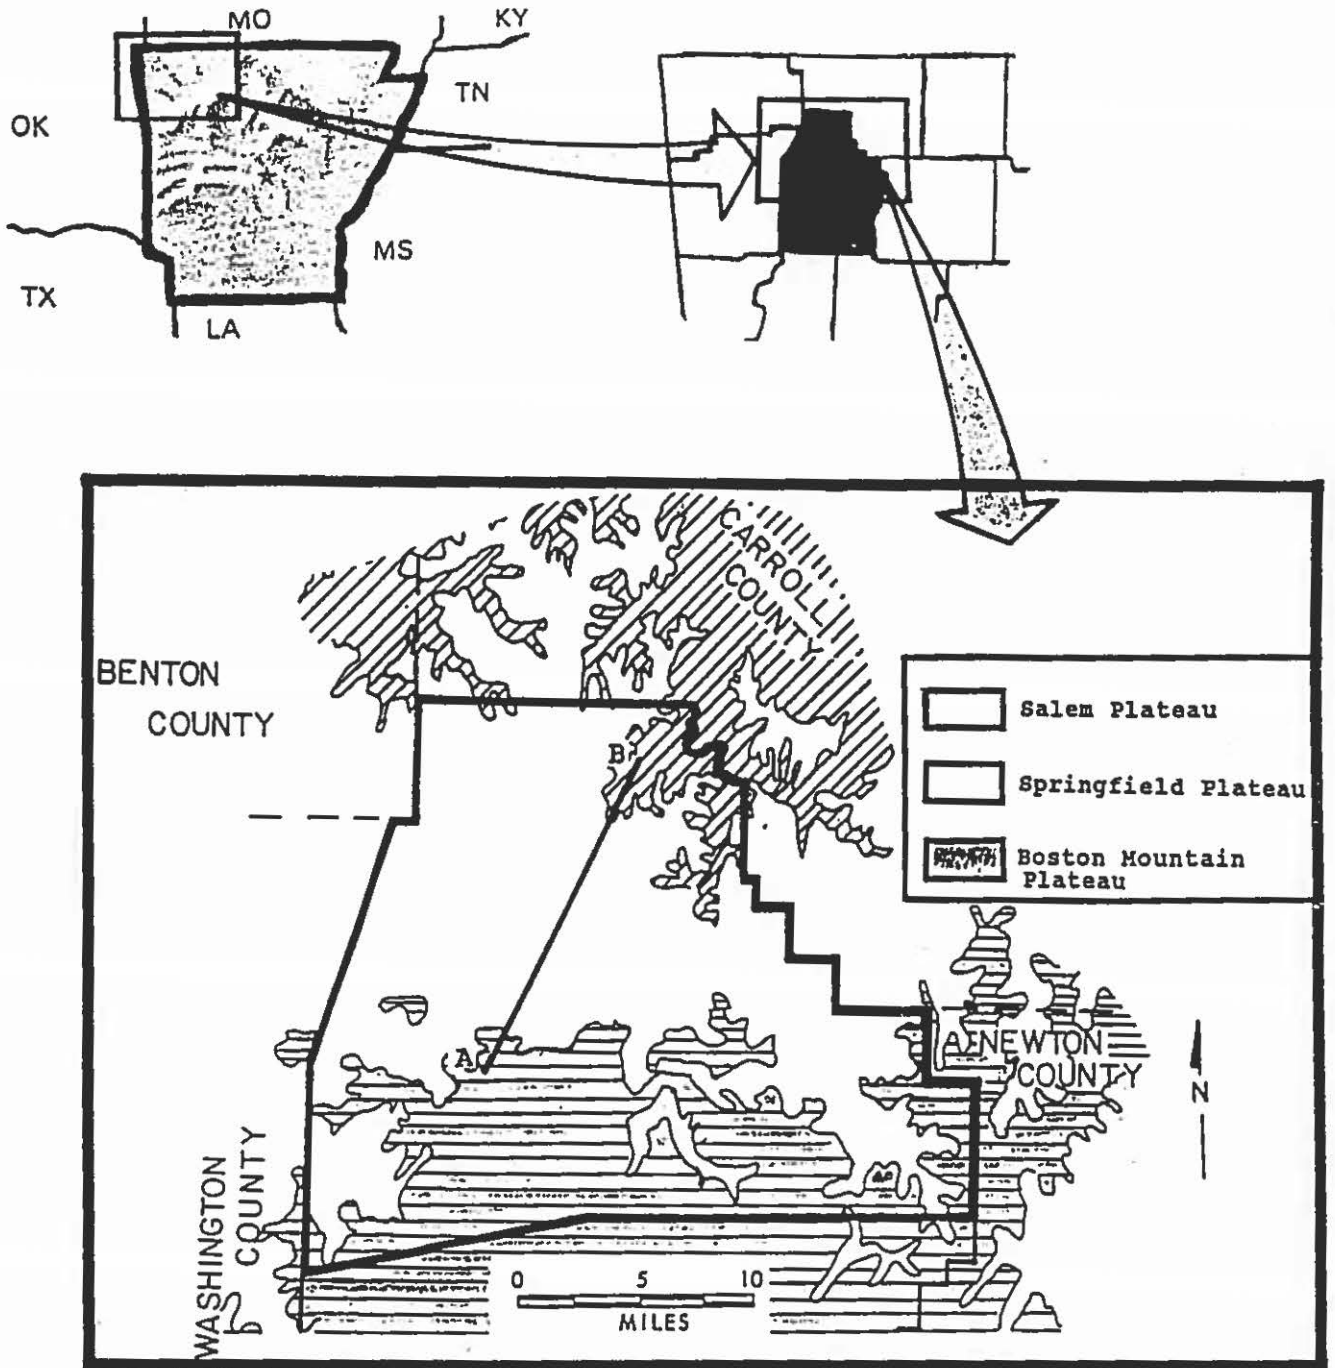 MO
KY
OK
TN
MS
TX
LA
CARROLL
COUNTY
BENTON
COUNTY
Salem Plateau
Springfield Plateau
Boston Mountain
Plateau
B
A
NEWTON
COUNTY
N
WASHINGTON
COUNTY
0 5 10
MILES